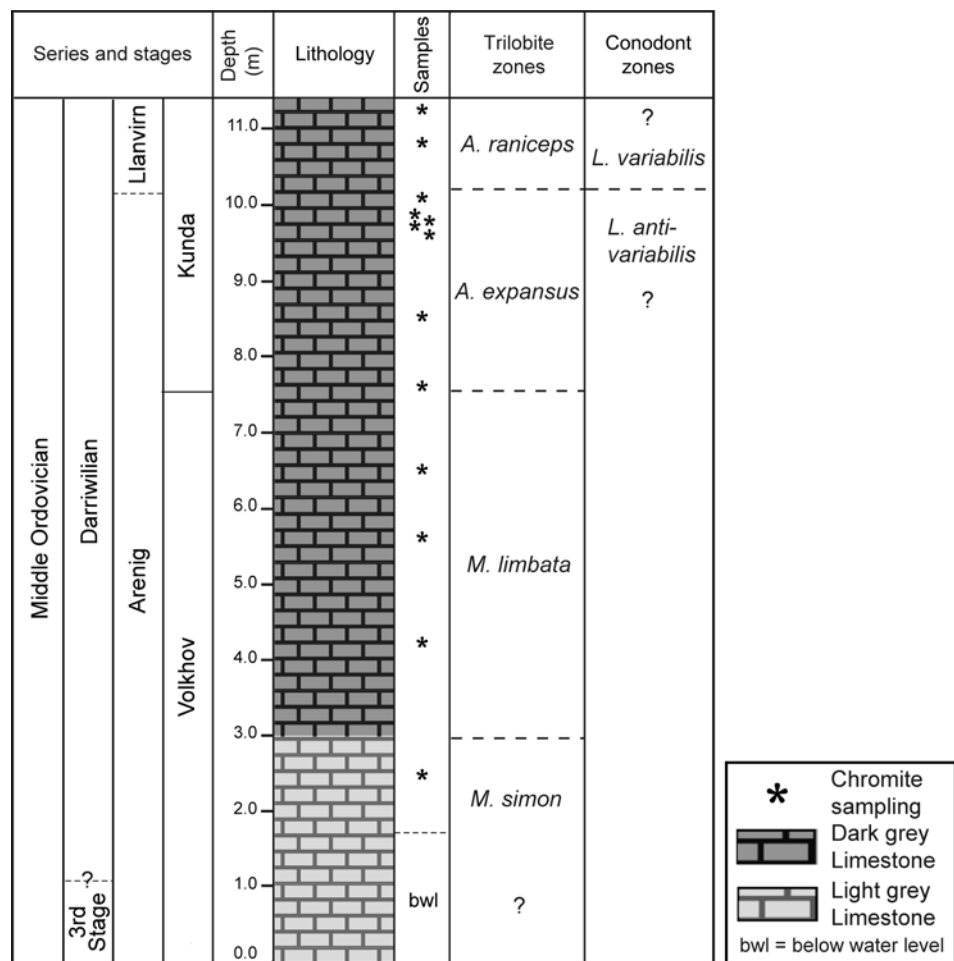 Series and stages
Depth
(m)
Lithology
Samples
Trilobite
zones
Conodont
zones
Middle Ordovician
Darriwilian
?
3rd
Stage
Llanvirn
Arenig
Kunda
Volkhov
11.0
10.0
9.0
8.0
7.0
6.0
5.0
4.0
3.0
2.0
1.0
0.0
*
*
*
*
*
*
*
*
*
*
*
*
*
bwl
A. raniceps
A. expansus
M. limbata
M. simon
?
?
L. variabilis
L. anti-
variabilis
?
* Chromite
sampling
Dark grey
Limestone
Light grey
Limestone
bwl = below water level